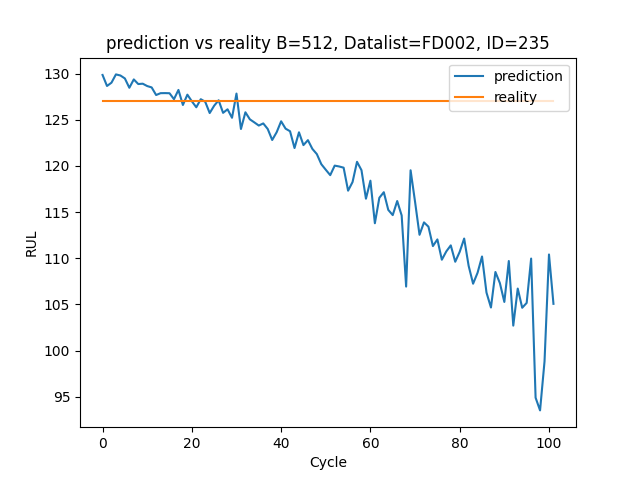 prediction vs reality B=512, Datalist=FD002, ID=235
prediction
reality
130
125
120
115
110
105
100
95
RUL
0 20 40 60 80 100
Cycle